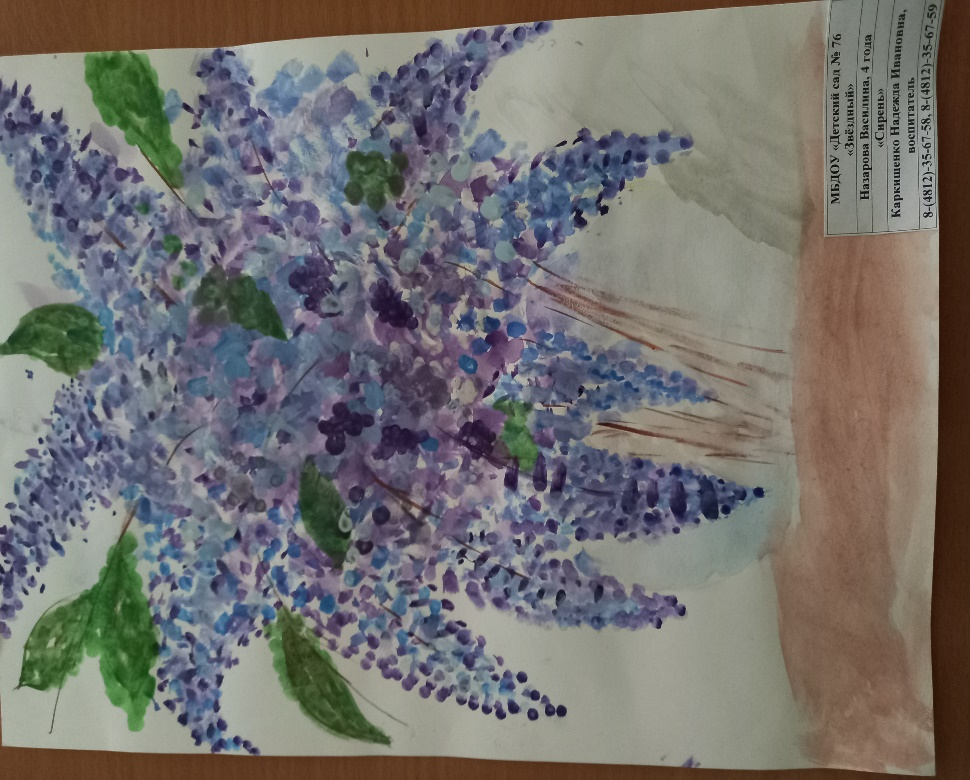 МБДОУ «Детский сад № 76
«Звёздный»
Назарова Василина, 4 года
«Сирень»
Каркищенко Надежда Ивановна,
воспитатель
8-(4812)-35-67-58, 8-(4812)-35-67-59